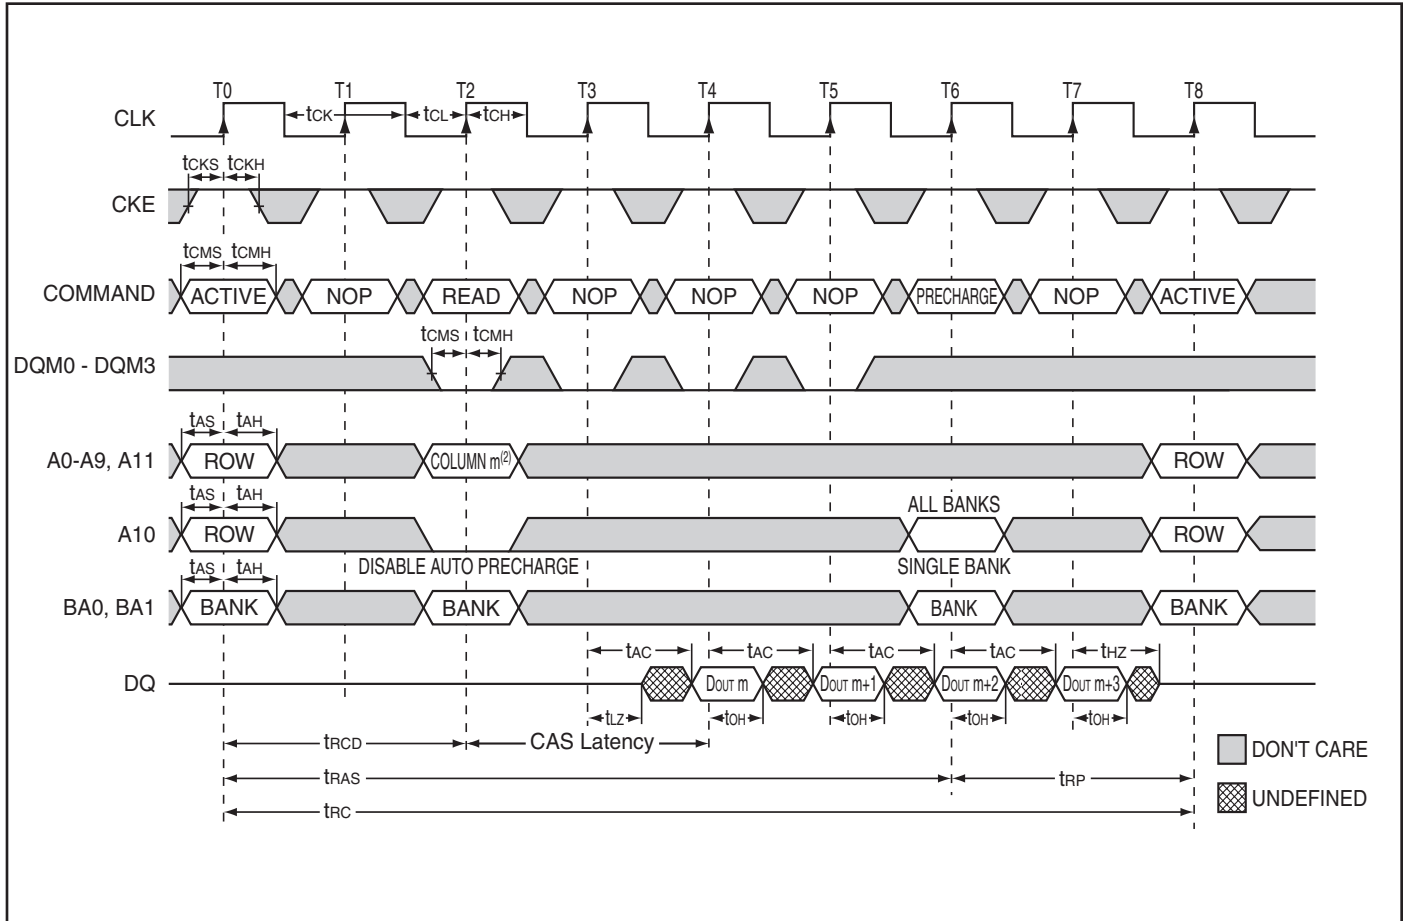 T0 T1 T2 T3 T4 T5 T6 T7 T8
CLK tCK tCL tCH
tCKS tCKH
CKE
tCMS tCMH
COMMAND ACTIVE NOP READ NOP NOP NOP PRECHARGE NOP ACTIVE
tCMS tCMH
DQM0 - DQM3
tAS tAH
A0-A9, A11 ROW COLUMN m(2) ROW
tAS tAH ALL BANKS
A10 ROW ROW
DISABLE AUTO PRECHARGE SINGLE BANK
tAS tAH
BA0, BA1 BANK BANK BANK BANK
tAC tAC tAC tAC tHZ
DQ DOUT m DOUT m+1 DOUT m+2 DOUT m+3
tLZ tOH tOH tOH tOH
tRCD CAS Latency
DON'T CARE
tRAS tRP
UNDEFINED
tRC